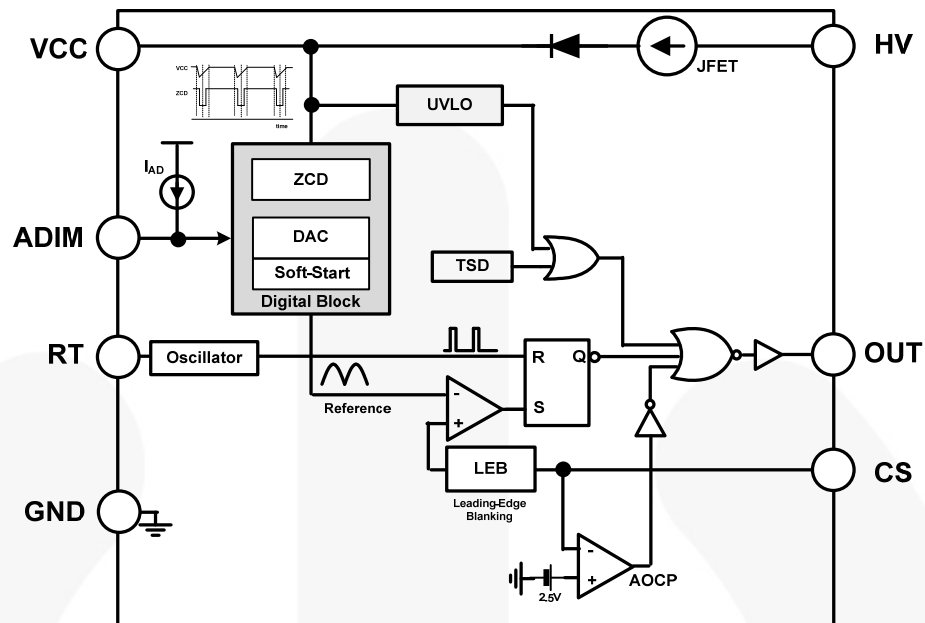 VCC
HV
JFET
VCC
ZCD
time
UVLO
I_AD
ZCD
ADIM
DAC
TSD
Soft-Start
Digital Block
RT
Oscillator
R
Q
OUT
Reference
-
+
S
LEB
CS
Leading-Edge
Blanking
GND
-
+
2.5V
AOCP